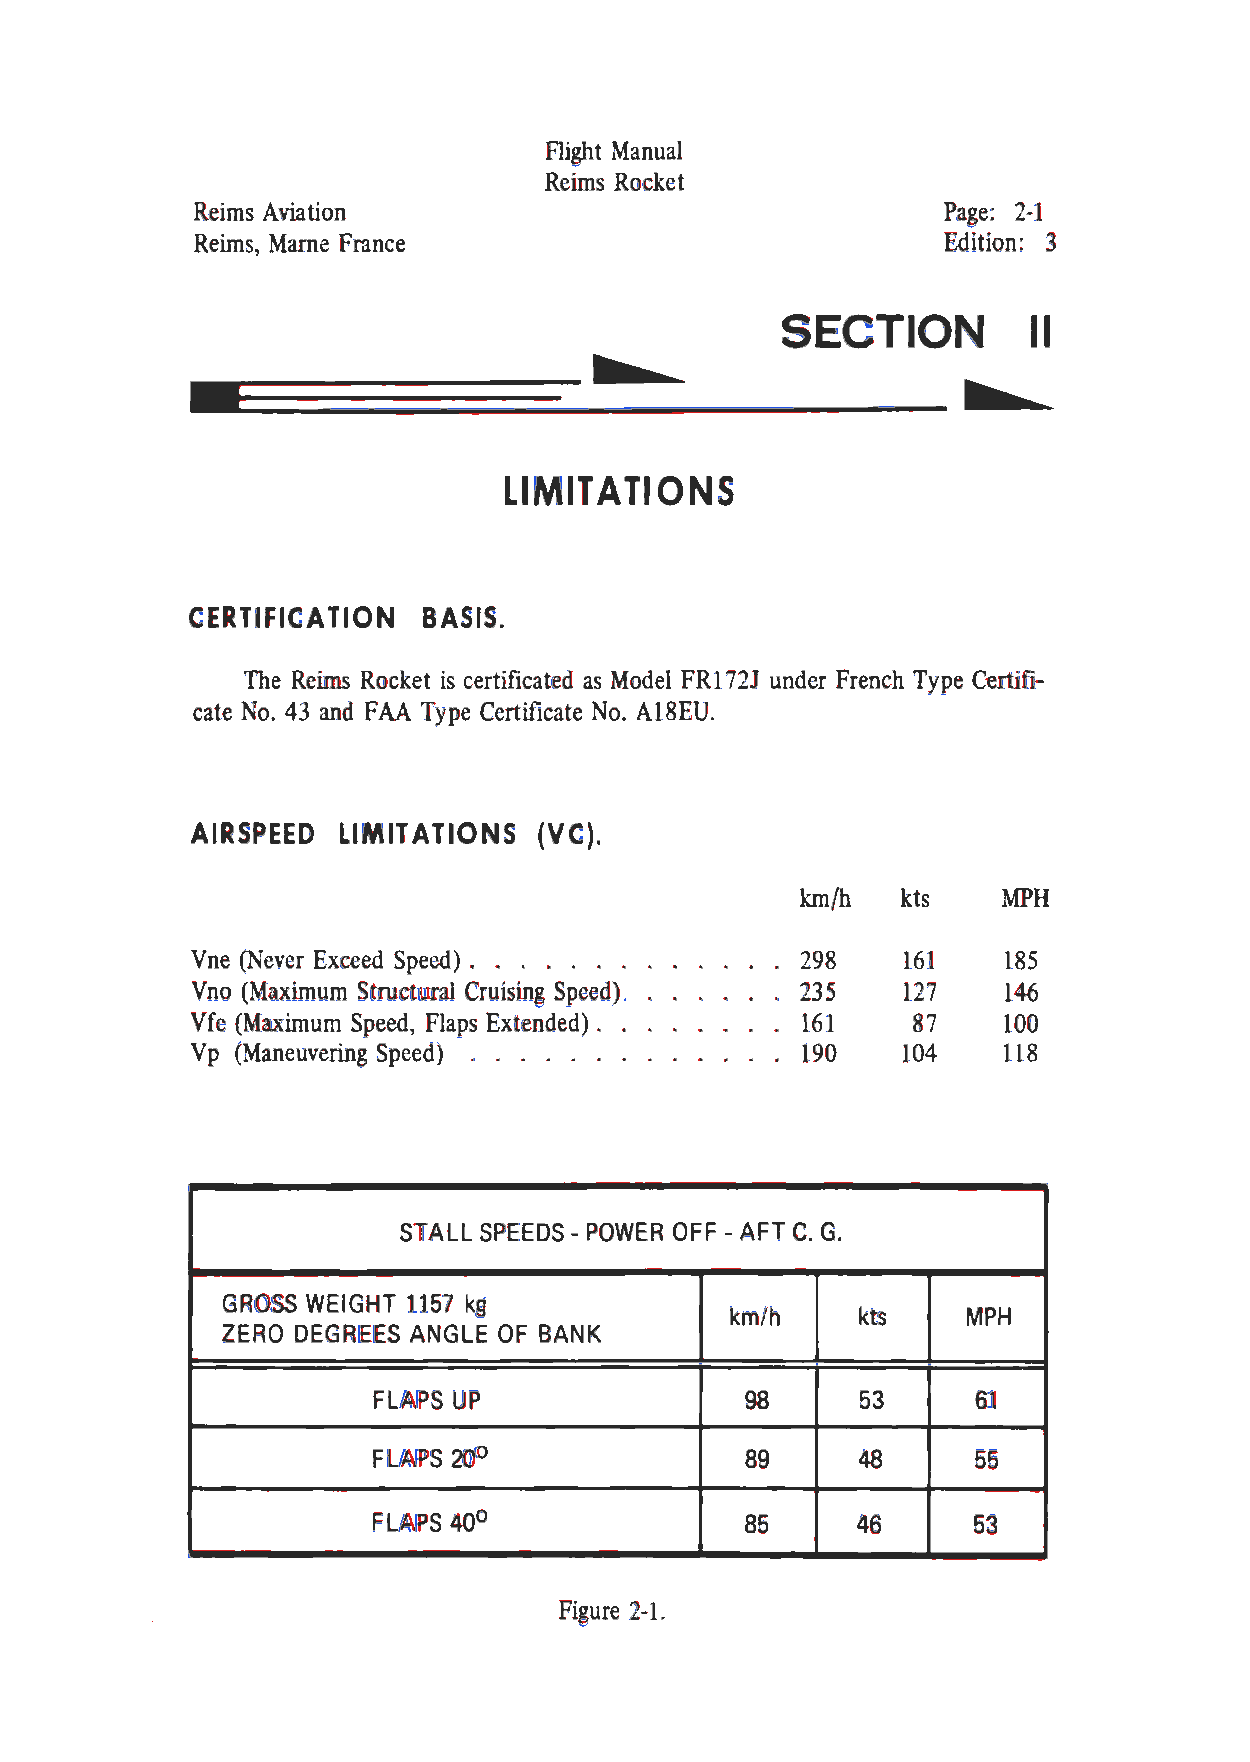 Flight Manual
Reims Rocket
Reims Aviation Page: 2-1
Reims, Marne France Edition: 3
SECTION II
LIMITATIONS
CERTIFICATION BASIS.
The Reims Rocket is certificated as Model FR172J under French Type Certifi-
cate No. 43 and FAA Type Certificate No. A18EU.
AIRSPEED LIMITATIONS (VC).
km/h kts MPH
Vne (Never Exceed Speed) . . . . . . . . . . . . . 298 161 185
Vno (Maximum Structural Cruising Speed). . . . . . . 235 127 146
Vfe (Maximum Speed, Flaps Extended) . . . . . . . . 161 87 100
Vp (Maneuvering Speed) . . . . . . . . . . . . . 190 104 118
STALL SPEEDS - POWER OFF - AFT C. G.
GROSS WEIGHT 1157 kg
ZERO DEGREES ANGLE OF BANK
km/h kts MPH
FLAPS UP 98 53 61
FLAPS 20° 89 48 55
FLAPS 40° 85 46 53
Figure 2-1.